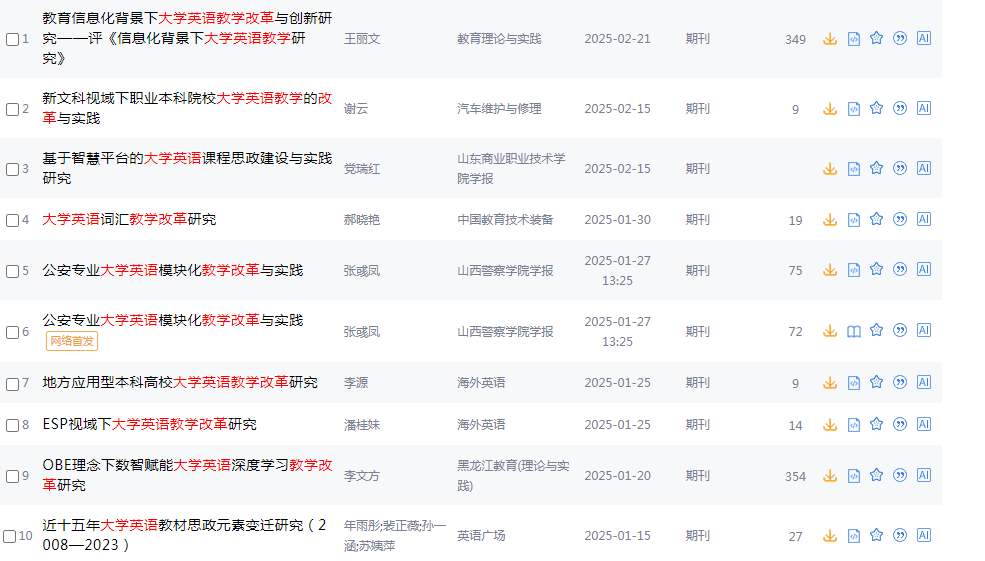 教育信息化背景下大学英语教学改革与创新研
究——评《信息化背景下大学英语教学研
究》
1
王丽文
教育理论与实践
2025-02-21
期刊
349
AI
新文科视域下职业本科院校大学英语教学的改
革与实践
2
谢云
汽车维护与修理
2025-02-15
期刊
9
AI
基于智慧平台的大学英语课程思政建设与实践
研究
3
党瑞红
山东商业职业技术学
院学报
2025-02-15
期刊
AI
4
大学英语词汇教学改革研究
郝晓艳
中国教育技术装备
2025-01-30
期刊
19
AI
5
公安专业大学英语模块化教学改革与实践
张彧凤
山西警察学院学报
2025-01-27
13:25
期刊
75
AI
6
公安专业大学英语模块化教学改革与实践
网络首发
张彧凤
山西警察学院学报
2025-01-27
13:25
期刊
72
AI
7
地方应用型本科高校大学英语教学改革研究
李源
海外英语
2025-01-25
期刊
9
AI
8
ESP视域下大学英语教学改革研究
潘桂妹
海外英语
2025-01-25
期刊
14
AI
9
OBE理念下数智赋能大学英语深度学习教学改
革研究
李文方
黑龙江教育(理论与实
践)
2025-01-20
期刊
354
AI
10
近十五年大学英语教材思政元素变迁研究（2
008—2023）
年雨彤;裴正薇;孙一
涵;苏姨萍
英语广场
2025-01-15
期刊
27
AI